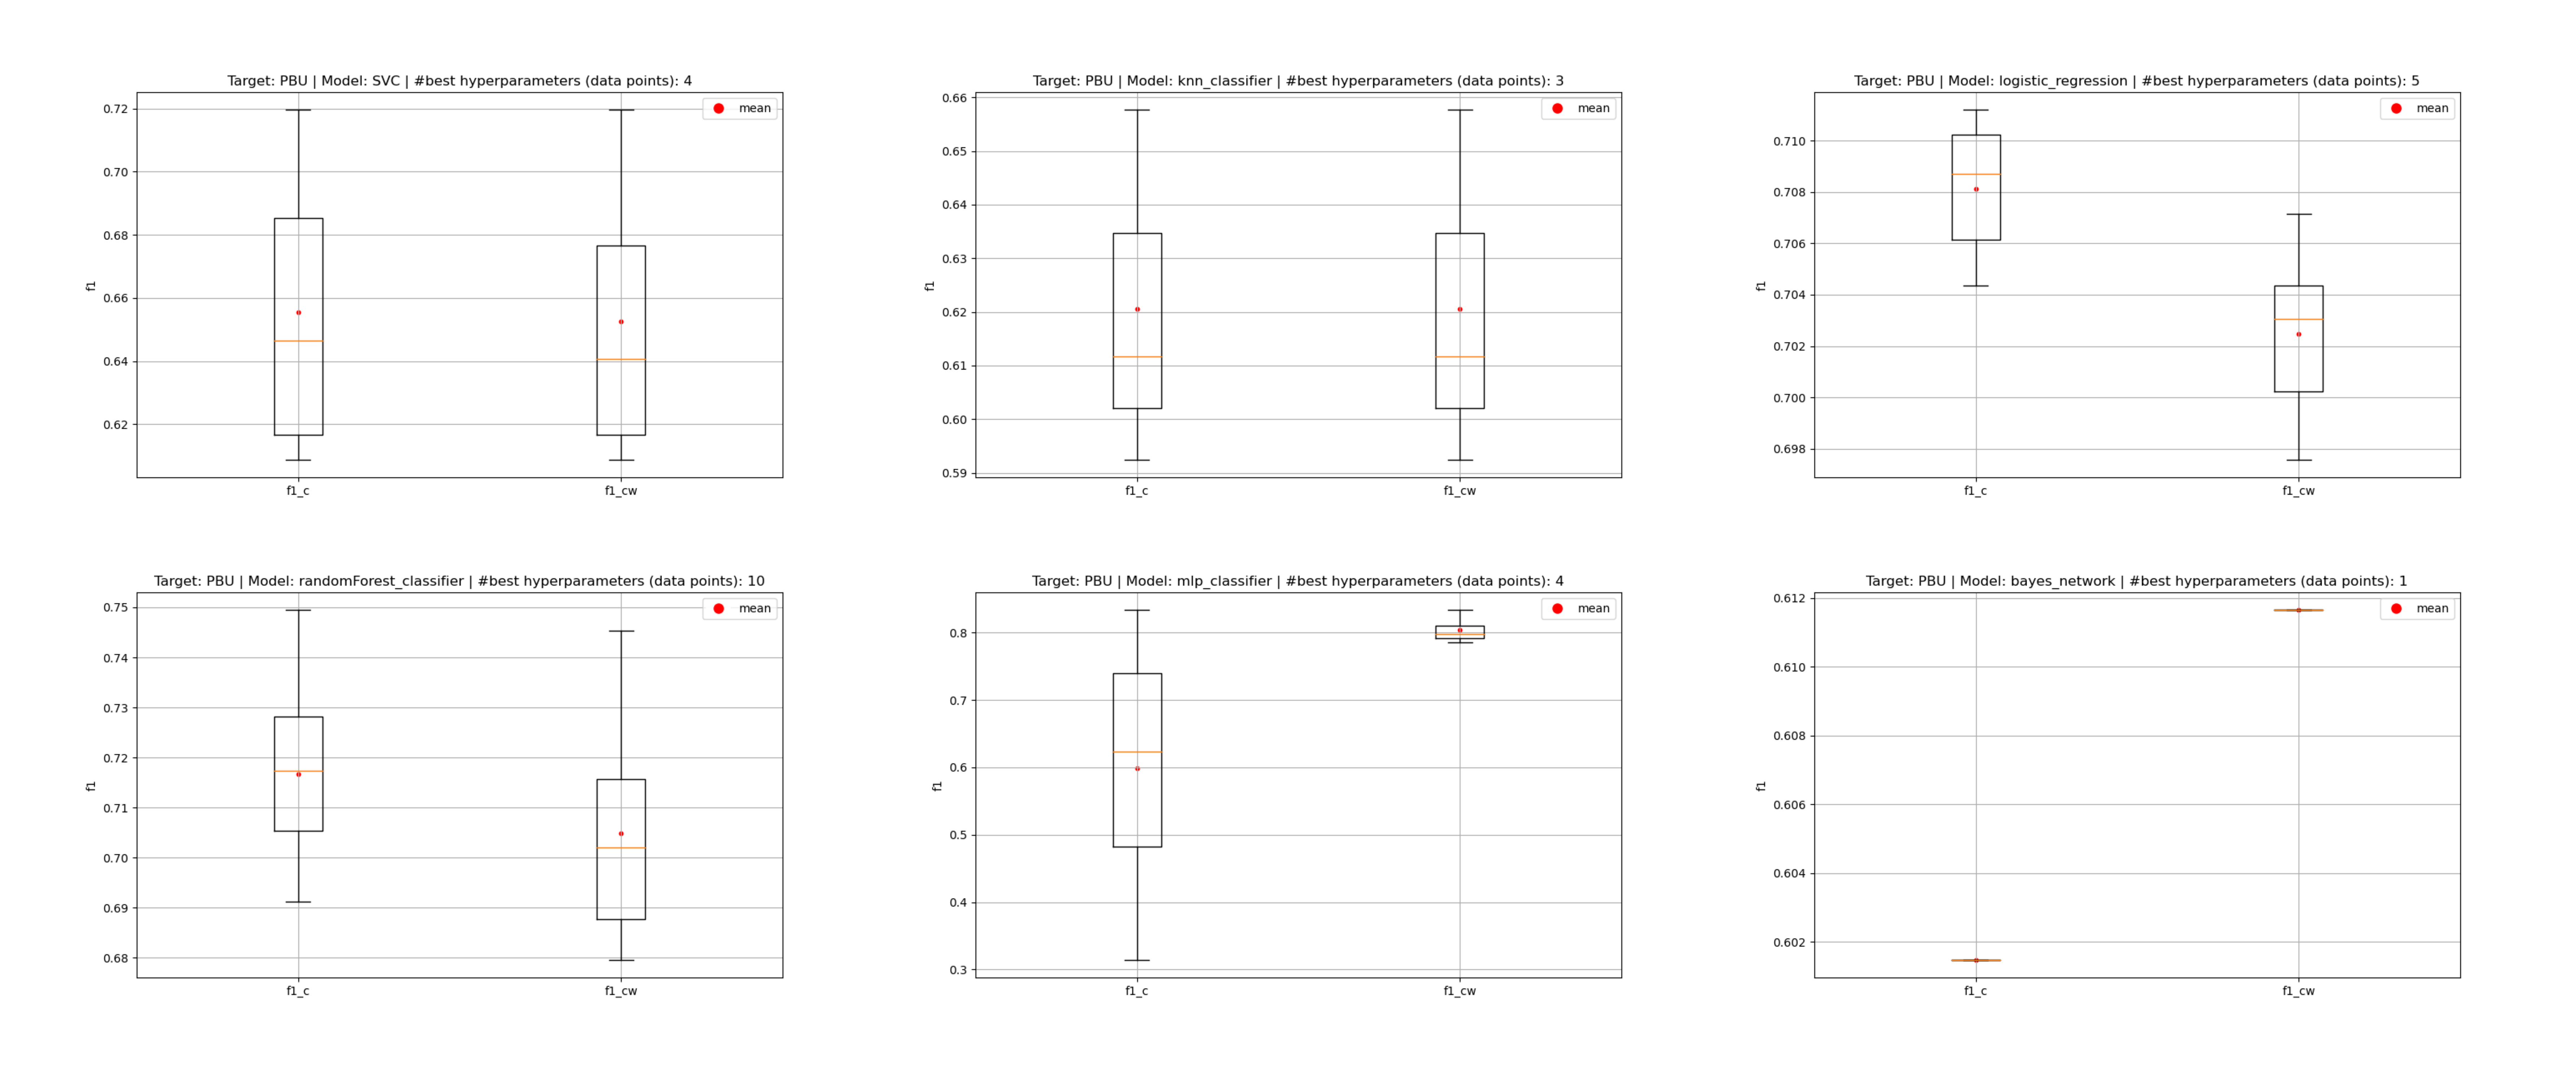 Target: PBU | Model: SVC | #best hyperparameters (data points): 4
mean
0.72
0.70
0.68
0.66
0.64
0.62
f1
f1_c f1_cw
Target: PBU | Model: knn_classifier | #best hyperparameters (data points): 3
mean
0.66
0.65
0.64
0.63
0.62
0.61
0.60
0.59
f1
f1_c f1_cw
Target: PBU | Model: logistic_regression | #best hyperparameters (data points): 5
mean
0.710
0.708
0.706
0.704
0.702
0.700
0.698
f1
f1_c f1_cw
Target: PBU | Model: randomForest_classifier | #best hyperparameters (data points): 10
mean
0.75
0.74
0.73
0.72
0.71
0.70
0.69
0.68
f1
f1_c f1_cw
Target: PBU | Model: mlp_classifier | #best hyperparameters (data points): 4
mean
0.8
0.7
0.6
0.5
0.4
0.3
f1
f1_c f1_cw
Target: PBU | Model: bayes_network | #best hyperparameters (data points): 1
mean
0.612
0.610
0.608
0.606
0.604
0.602
f1
f1_c f1_cw